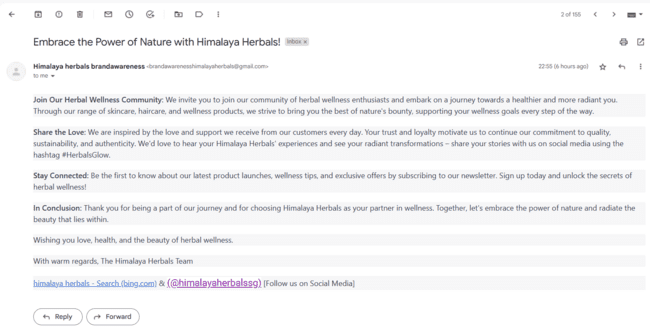 2 of 155
Embrace the Power of Nature with Himalaya Herbals! Inbox x
Himalaya herbals brandawareness <brandawarenesshimalayaherbals@gmail.com> 22:55 (6 hours ago)
to me
Join Our Herbal Wellness Community: We invite you to join our community of herbal wellness enthusiasts and embark on a journey towards a healthier and more radiant you.
Through our range of skincare, haircare, and wellness products, we strive to bring you the best of nature's bounty, supporting your wellness goals every step of the way.
Share the Love: We are inspired by the love and support we receive from our customers every day. Your trust and loyalty motivate us to continue our commitment to quality,
sustainability, and authenticity. We'd love to hear your Himalaya Herbals' experiences and see your radiant transformations – share your stories with us on social media using the
hashtag #HerbalsGlow.
Stay Connected: Be the first to know about our latest product launches, wellness tips, and exclusive offers by subscribing to our newsletter. Sign up today and unlock the secrets of
herbal wellness!
In Conclusion: Thank you for being a part of our journey and for choosing Himalaya Herbals as your partner in wellness. Together, let's embrace the power of nature and radiate the
beauty that lies within.
Wishing you love, health, and the beauty of herbal wellness.
With warm regards, The Himalaya Herbals Team
himalaya herbals - Search (bing.com) & (@himalayaherbalssg) [Follow us on Social Media]
Reply Forward